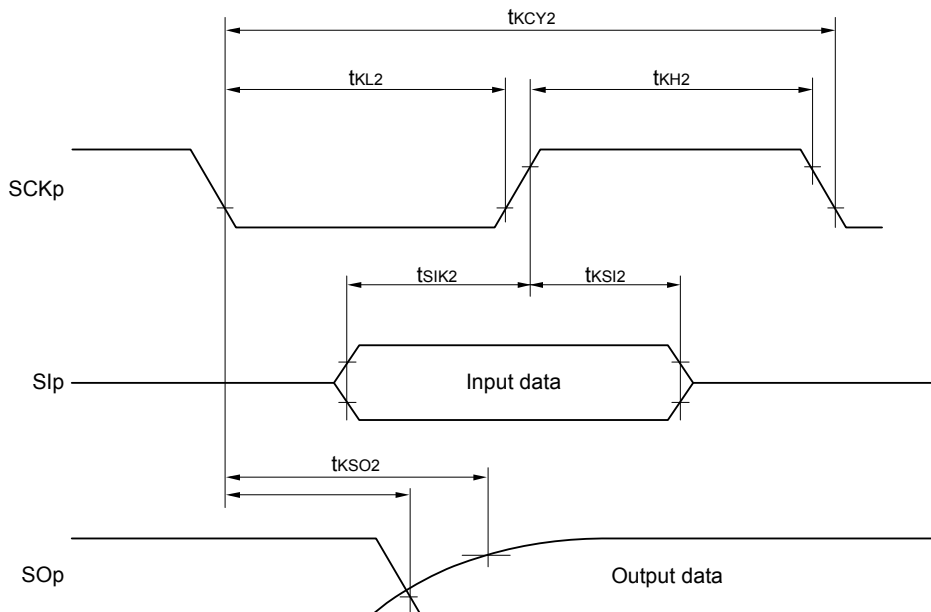 tKCY2
tKL2
tKH2
SCKp
tSIK2
tKSI2
SIp
Input data
tKSO2
SOp
Output data